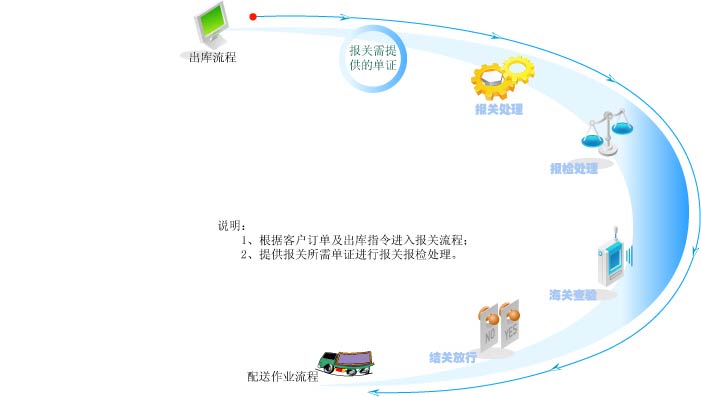 出库流程
报关需提
供的单证
报关处理
报检处理
说明：
1、根据客户订单及出库指令进入报关流程；
2、提供报关所需单证进行报关报检处理。
海关查验
NO
YES
结关放行
配送作业流程